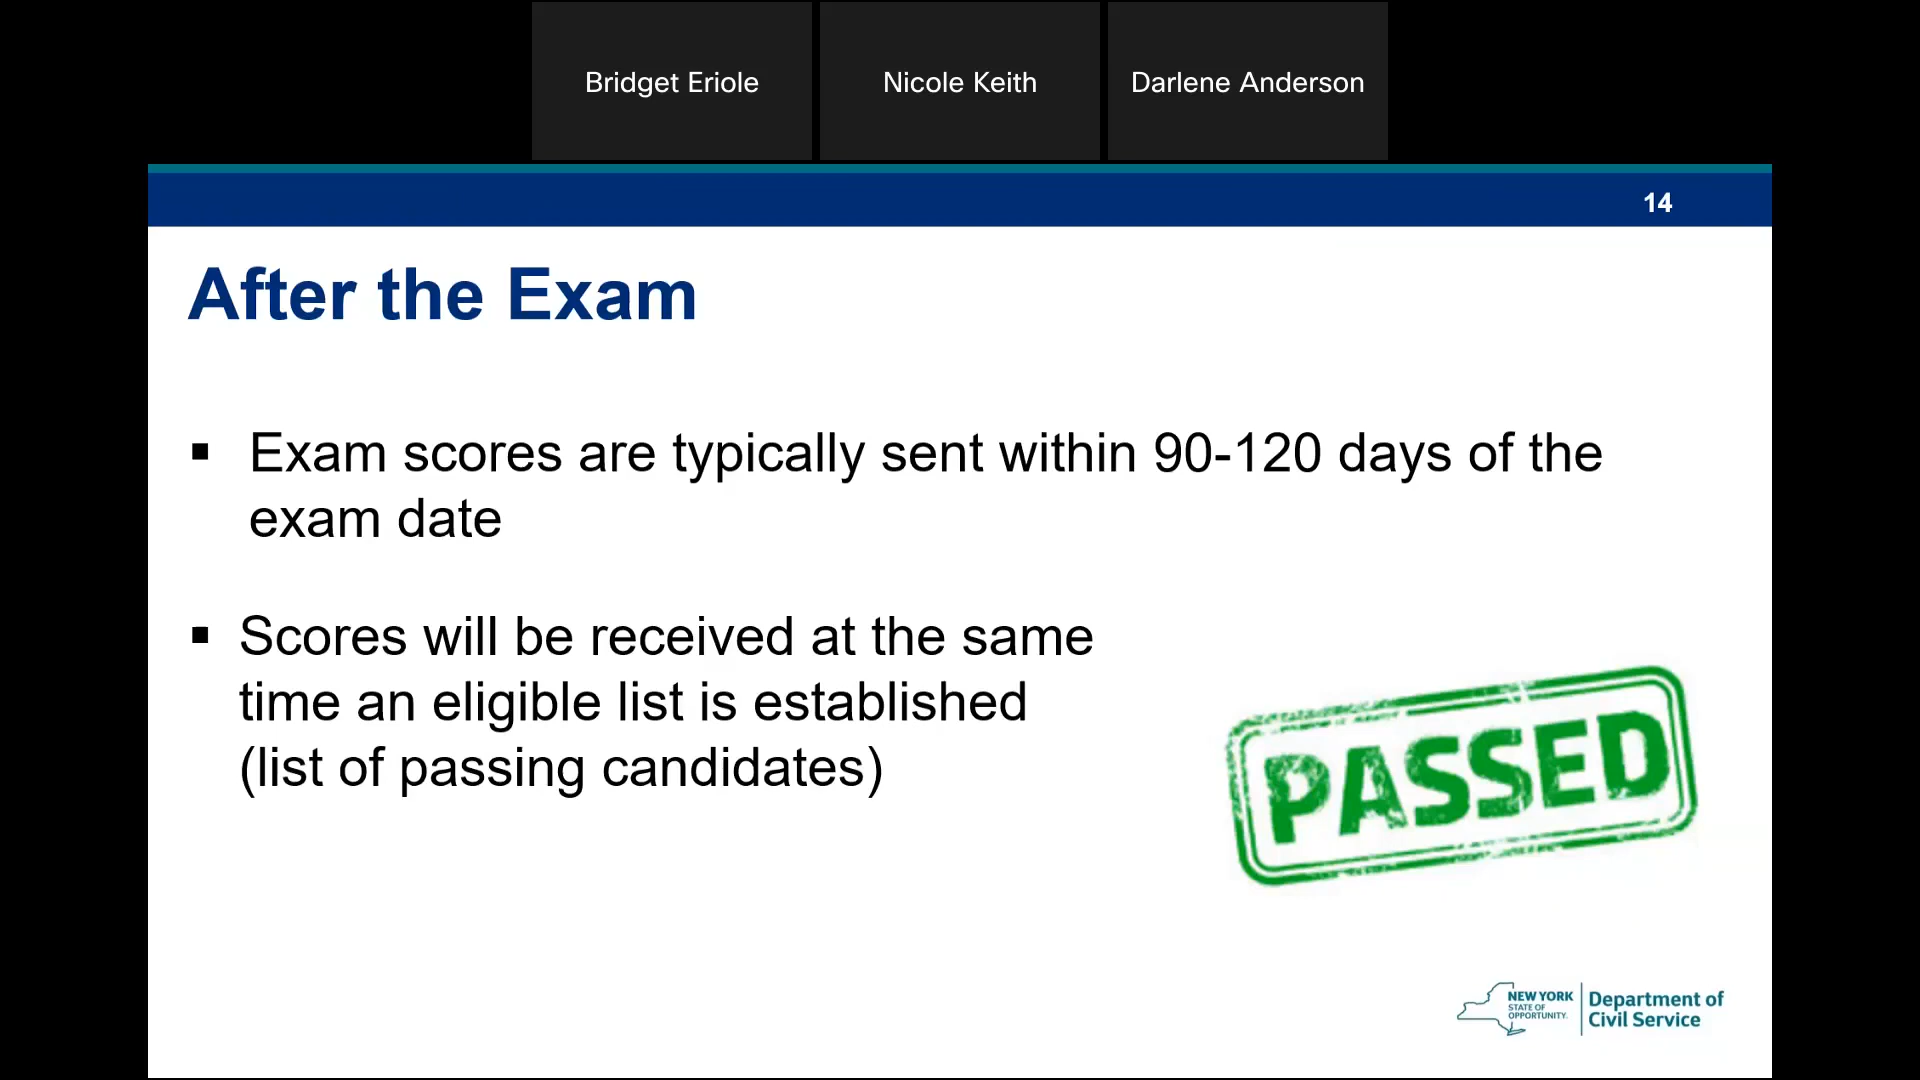 Bridget Eriole
Nicole Keith
Darlene Anderson
14
After the Exam
▪ Exam scores are typically sent within 90-120 days of the
exam date
▪ Scores will be received at the same
time an eligible list is established
(list of passing candidates)
PASSED
NEW YORK
STATE OF
OPPORTUNITY.
Department of
Civil Service